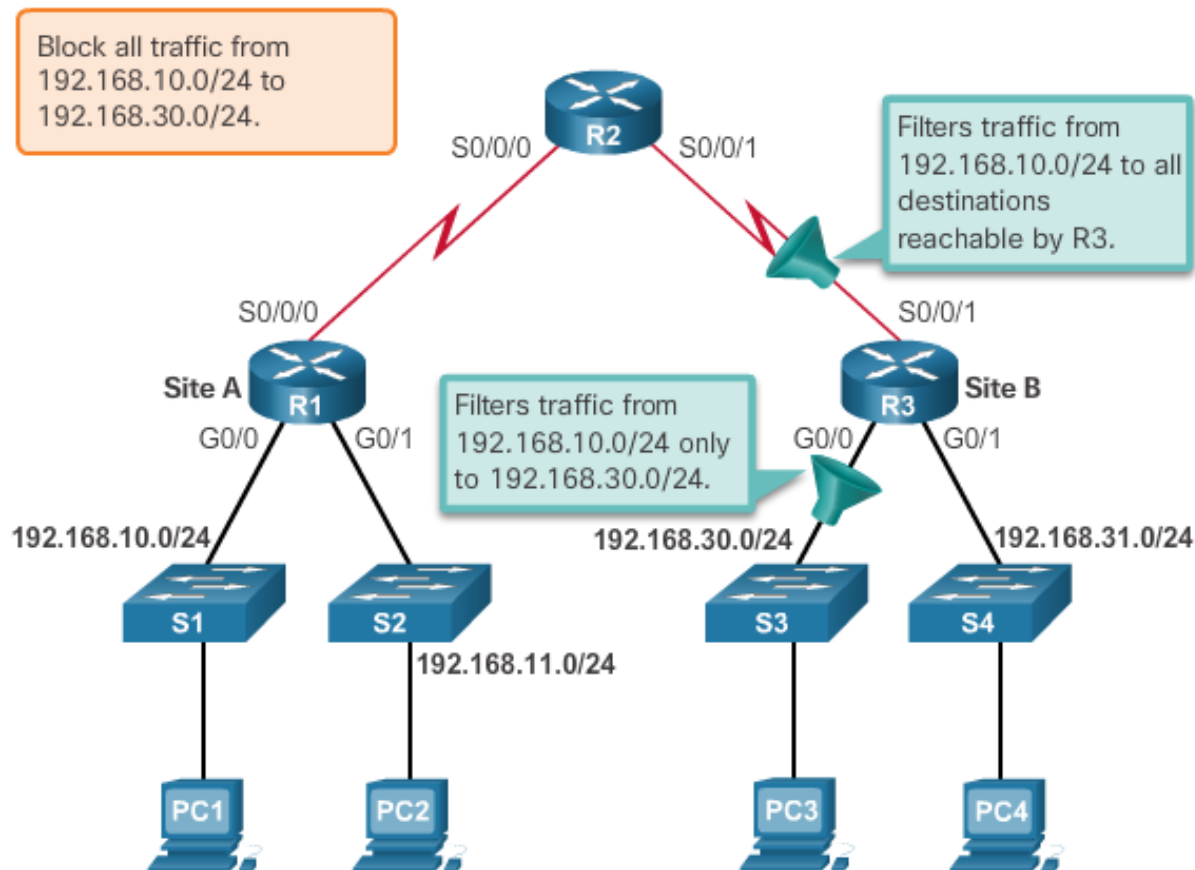 Block all traffic from
192.168.10.0/24 to
192.168.30.0/24.
R2
S0/0/0
S0/0/1
Filters traffic from
192.168.10.0/24 to all
destinations
reachable by R3.
S0/0/0
S0/0/1
Site A
R1
R3
Site B
Filters traffic from
192.168.10.0/24 only
to 192.168.30.0/24.
G0/0
G0/1
G0/0
G0/1
192.168.10.0/24
192.168.30.0/24
192.168.31.0/24
S1
S2
S3
S4
192.168.11.0/24
PC1
PC2
PC3
PC4